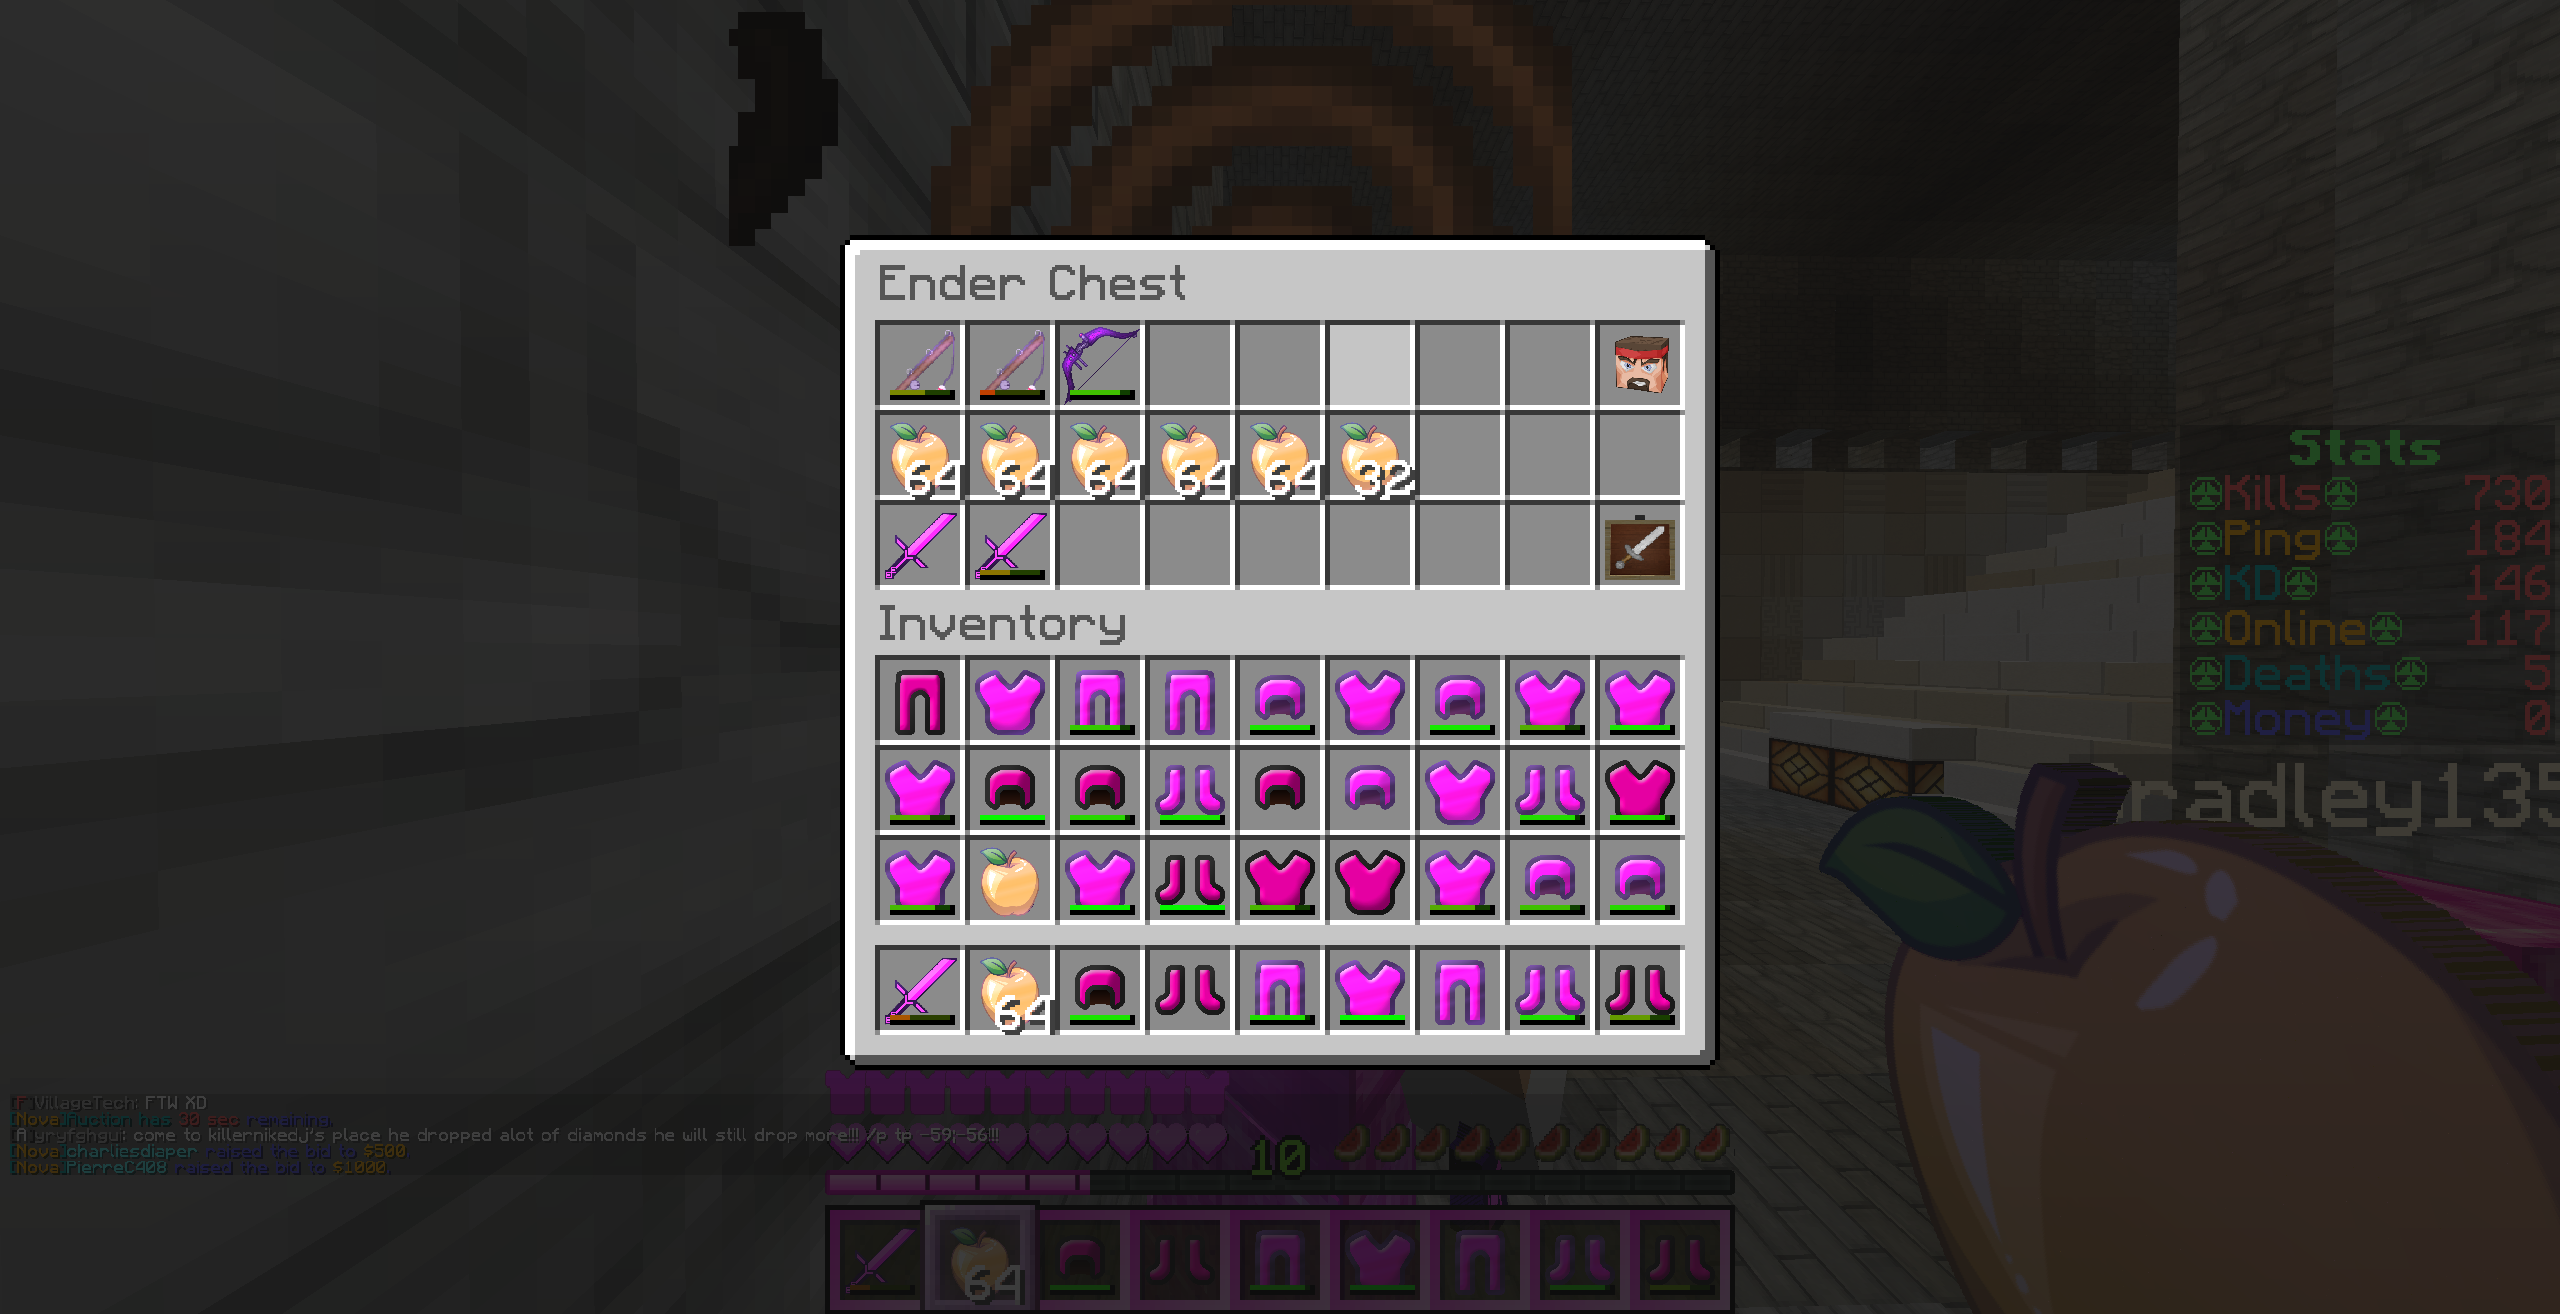 Ender Chest
64 64 64 64 64 32
Inventory
64
Stats
Kills 730
Ping 184
KD 146
Online 117
Deaths 5
Money 0
radley135
[F]VillageTech: FTW XD
[Nova]Auction has 30 sec remaining.
[A]yryfghgui: come to killernikedj's place he dropped alot of diamonds he will still drop more!!! /p tp -59;-56!!!
[Nova]charliesdiaper raised the bid to $500
[Nova]PierreC408 raised the bid to $1000.
10
64